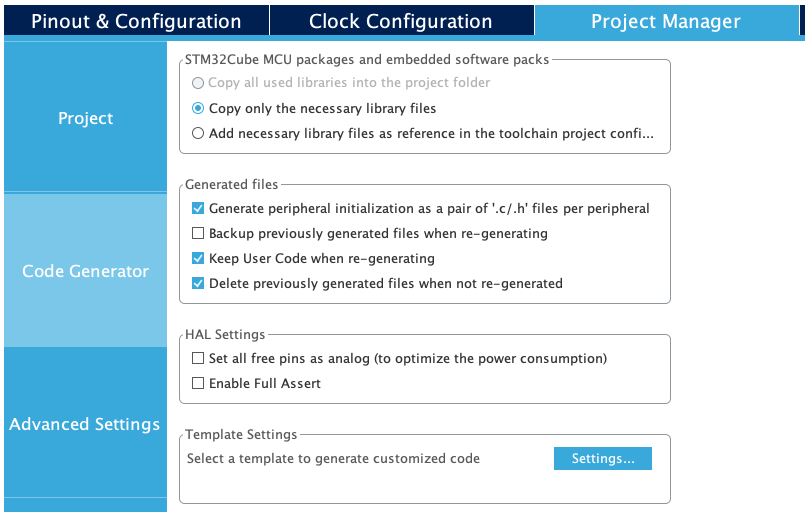 Pinout & Configuration
Clock Configuration
Project Manager
Project
Code Generator
Advanced Settings
STM32Cube MCU packages and embedded software packs
Copy all used libraries into the project folder
Copy only the necessary library files
Add necessary library files as reference in the toolchain project confi...
Generated files
Generate peripheral initialization as a pair of '.c/.h' files per peripheral
Backup previously generated files when re-generating
Keep User Code when re-generating
Delete previously generated files when not re-generated
HAL Settings
Set all free pins as analog (to optimize the power consumption)
Enable Full Assert
Template Settings
Select a template to generate customized code
Settings...